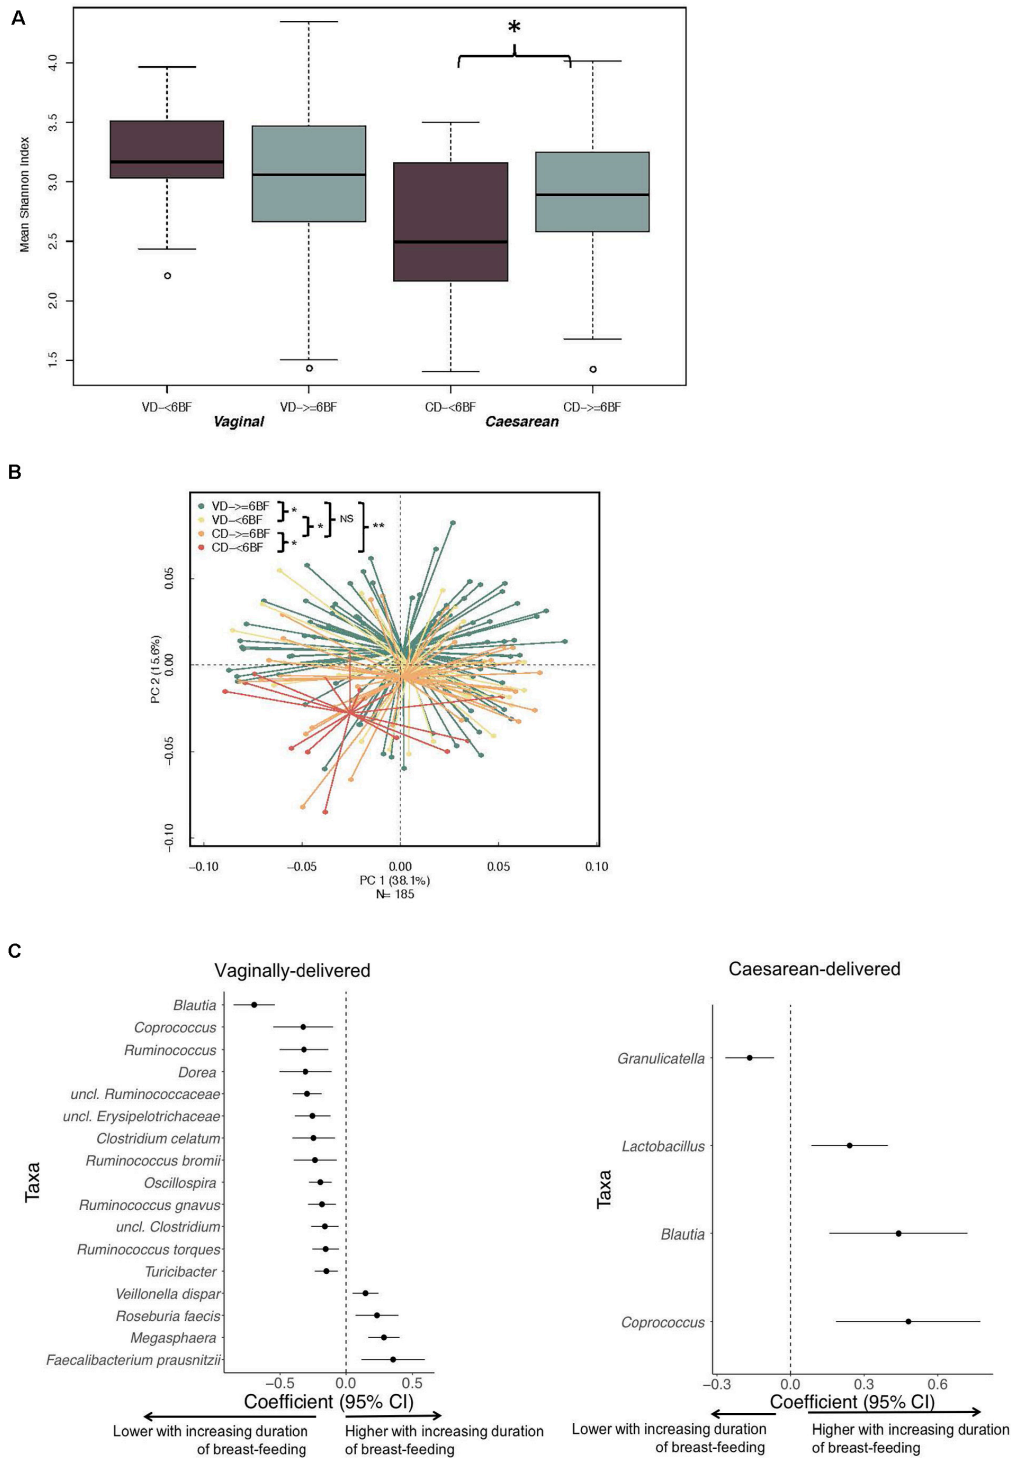 A
*
4.0
3.5
3.0
2.5
2.0
1.5
Mean Shannon Index
VD-<6BF
VD->=6BF
CD-<6BF
CD->=6BF
Vaginal
Caesarean
B
VD->=6BF
VD-<6BF
CD->=6BF
CD-<6BF
*
*
*
NS
**
0.05
0.00
-0.05
-0.10
PC 2 (15.6%)
-0.10
-0.05
0.00
0.05
0.10
PC 1 (38.1%)
N= 185
C
Vaginally-delivered
Taxa
Blautia
Coprococcus
Ruminococcus
Dorea
uncl. Ruminococcaceae
uncl. Erysipelotrichaceae
Clostridium celatum
Ruminococcus bromii
Oscillospira
Ruminococcus gnavus
uncl. Clostridium
Ruminococcus torques
Turicibacter
Veillonella dispar
Roseburia faecis
Megasphaera
Faecalibacterium prausnitzii
-0.5
0.0
0.5
Coefficient (95% CI)
Lower with increasing duration
of breast-feeding
Higher with increasing duration
of breast-feeding
Caesarean-delivered
Taxa
Granulicatella
Lactobacillus
Blautia
Coprococcus
-0.3
0.0
0.3
0.6
Coefficient (95% CI)
Lower with increasing duration
of breast-feeding
Higher with increasing duration
of breast-feeding